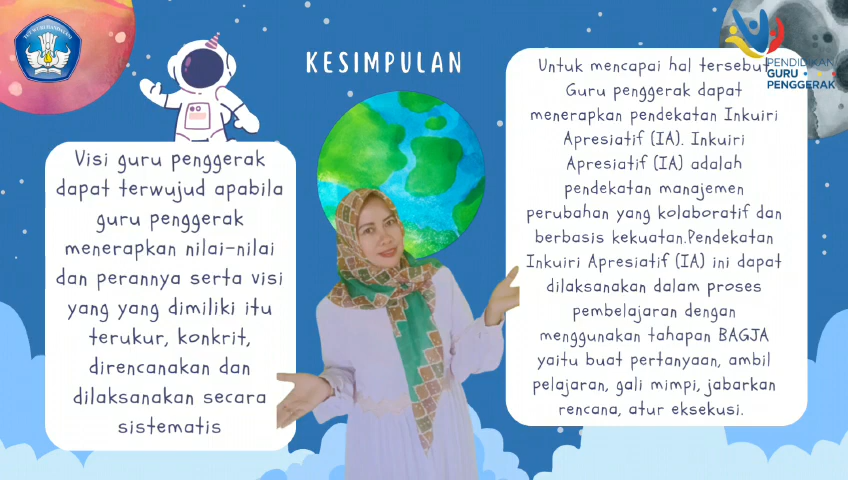 TUT WURI HANDAYANI
KESIMPULAN
PENDIDIKAN
GURU
PENGGERAK
Visi guru penggerak
dapat terwujud apabila
guru penggerak
menerapkan nilai-nilai
dan perannya serta visi
yang yang dimiliki itu
terukur, konkrit,
direncanakan dan
dilaksanakan secara
sistematis
Untuk mencapai hal tersebut
Guru penggerak dapat
menerapkan pendekatan Inkuiri
Apresiatif (IA). Inkuiri
Apresiatif (IA) adalah
pendekatan manajemen
perubahan yang kolaboratif dan
berbasis kekuatan.Pendekatan
Inkuiri Apresiatif (IA) ini dapat
dilaksanakan dalam proses
pembelajaran dengan
menggunakan tahapan BAGJA
yaitu buat pertanyaan, ambil
pelajaran, gali mimpi, jabarkan
rencana, atur eksekusi.